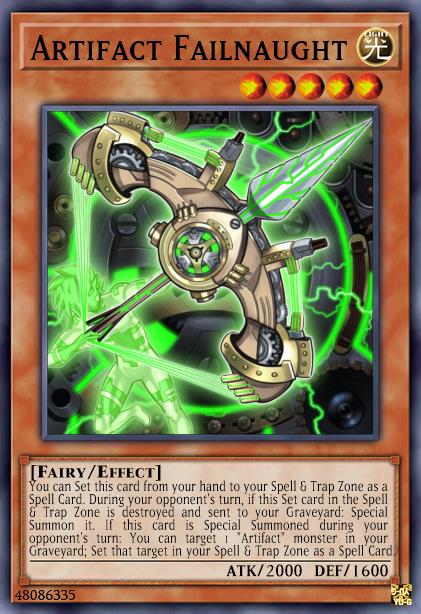 Artifact Failnaught
LIGHT
光
[Fairy/Effect]
You can Set this card from your hand to your Spell & Trap Zone as a
Spell Card. During your opponent's turn, if this Set card in the Spell
& Trap Zone is destroyed and sent to your Graveyard: Special
Summon it. If this card is Special Summoned during your
opponent's turn: You can target 1 "Artifact" monster in your
Graveyard; Set that target in your Spell & Trap Zone as a Spell Card.
ATK/2000 DEF/1600
48086335